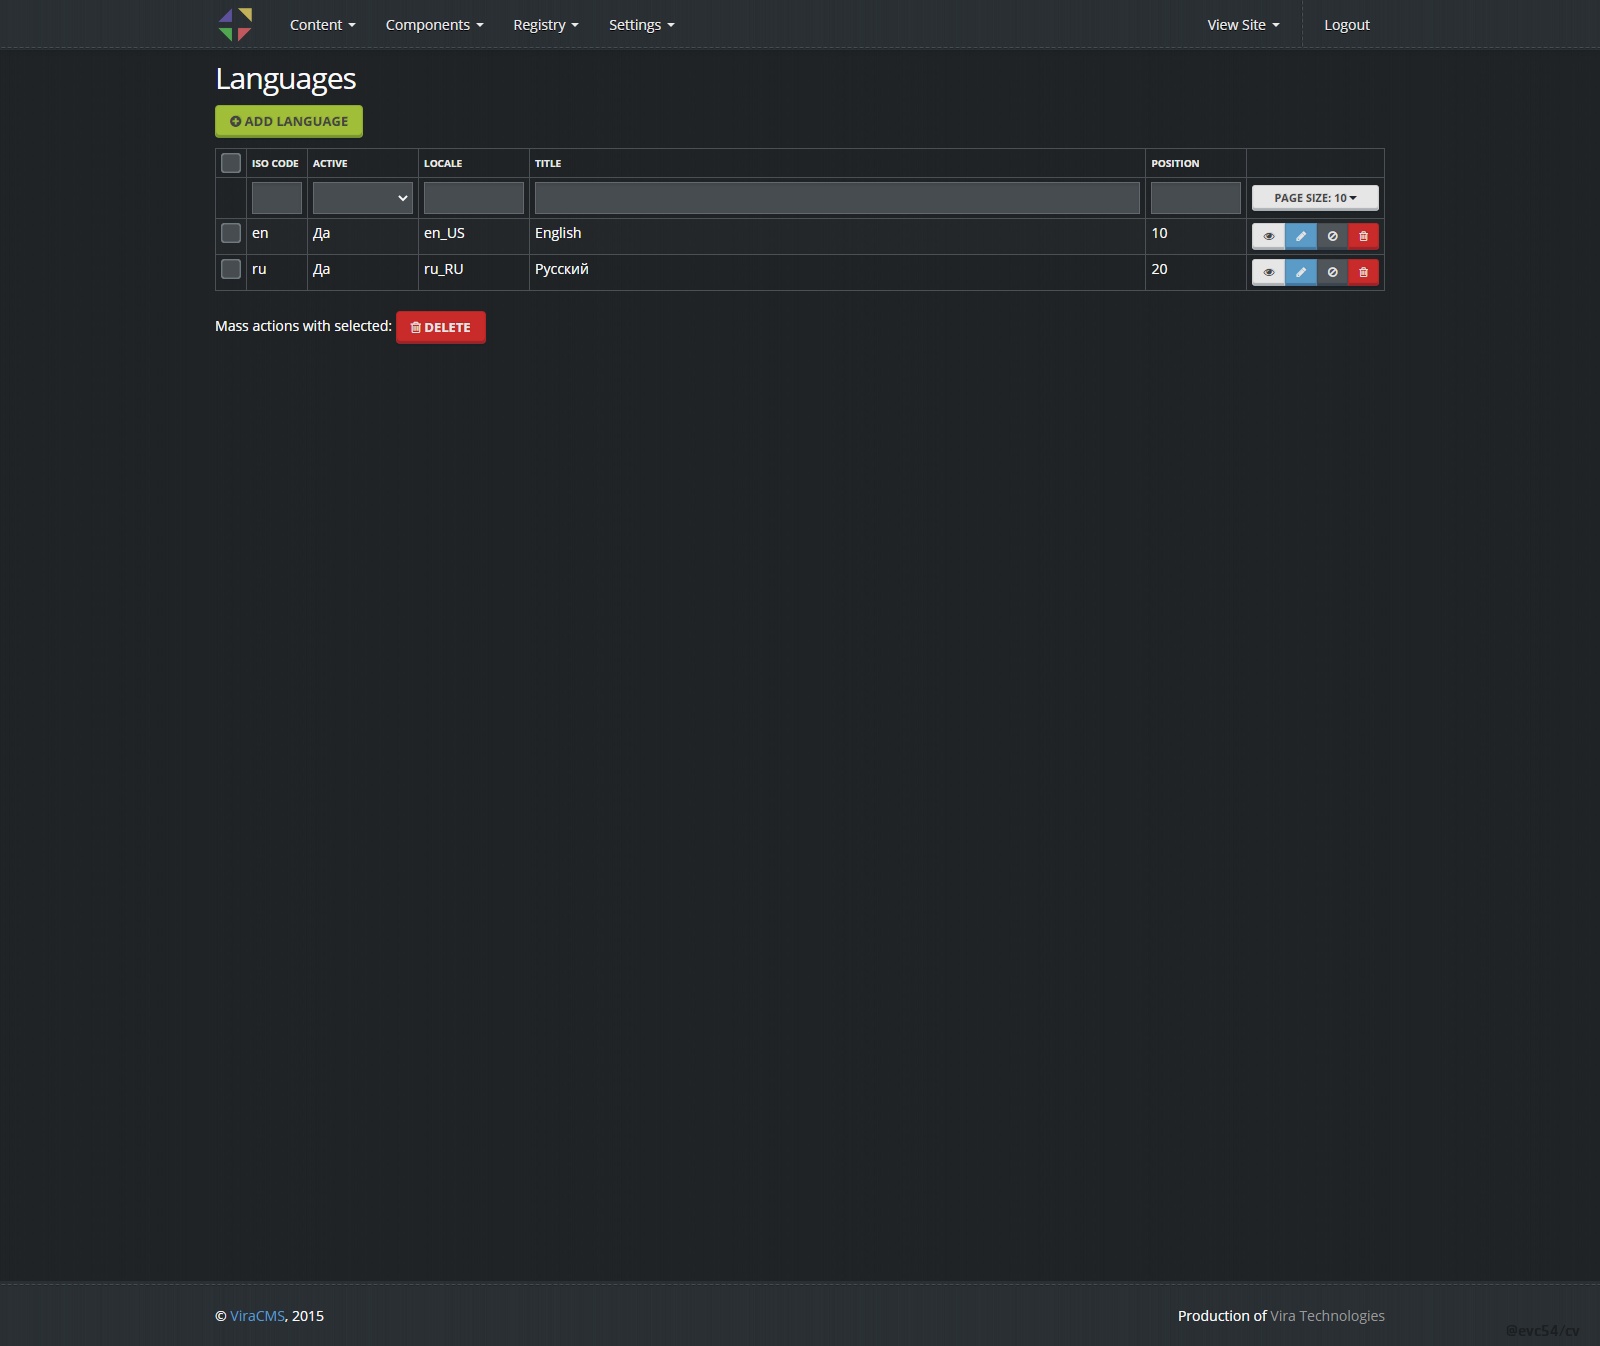 Content Components Registry Settings View Site Logout
Languages
ADD LANGUAGE
ISO CODE ACTIVE LOCALE TITLE POSITION
PAGE SIZE: 10
en Да en_US English 10
ru Да ru_RU Русский 20
Mass actions with selected: DELETE
© ViraCMS, 2015 Production of Vira Technologies
@evc54/cv